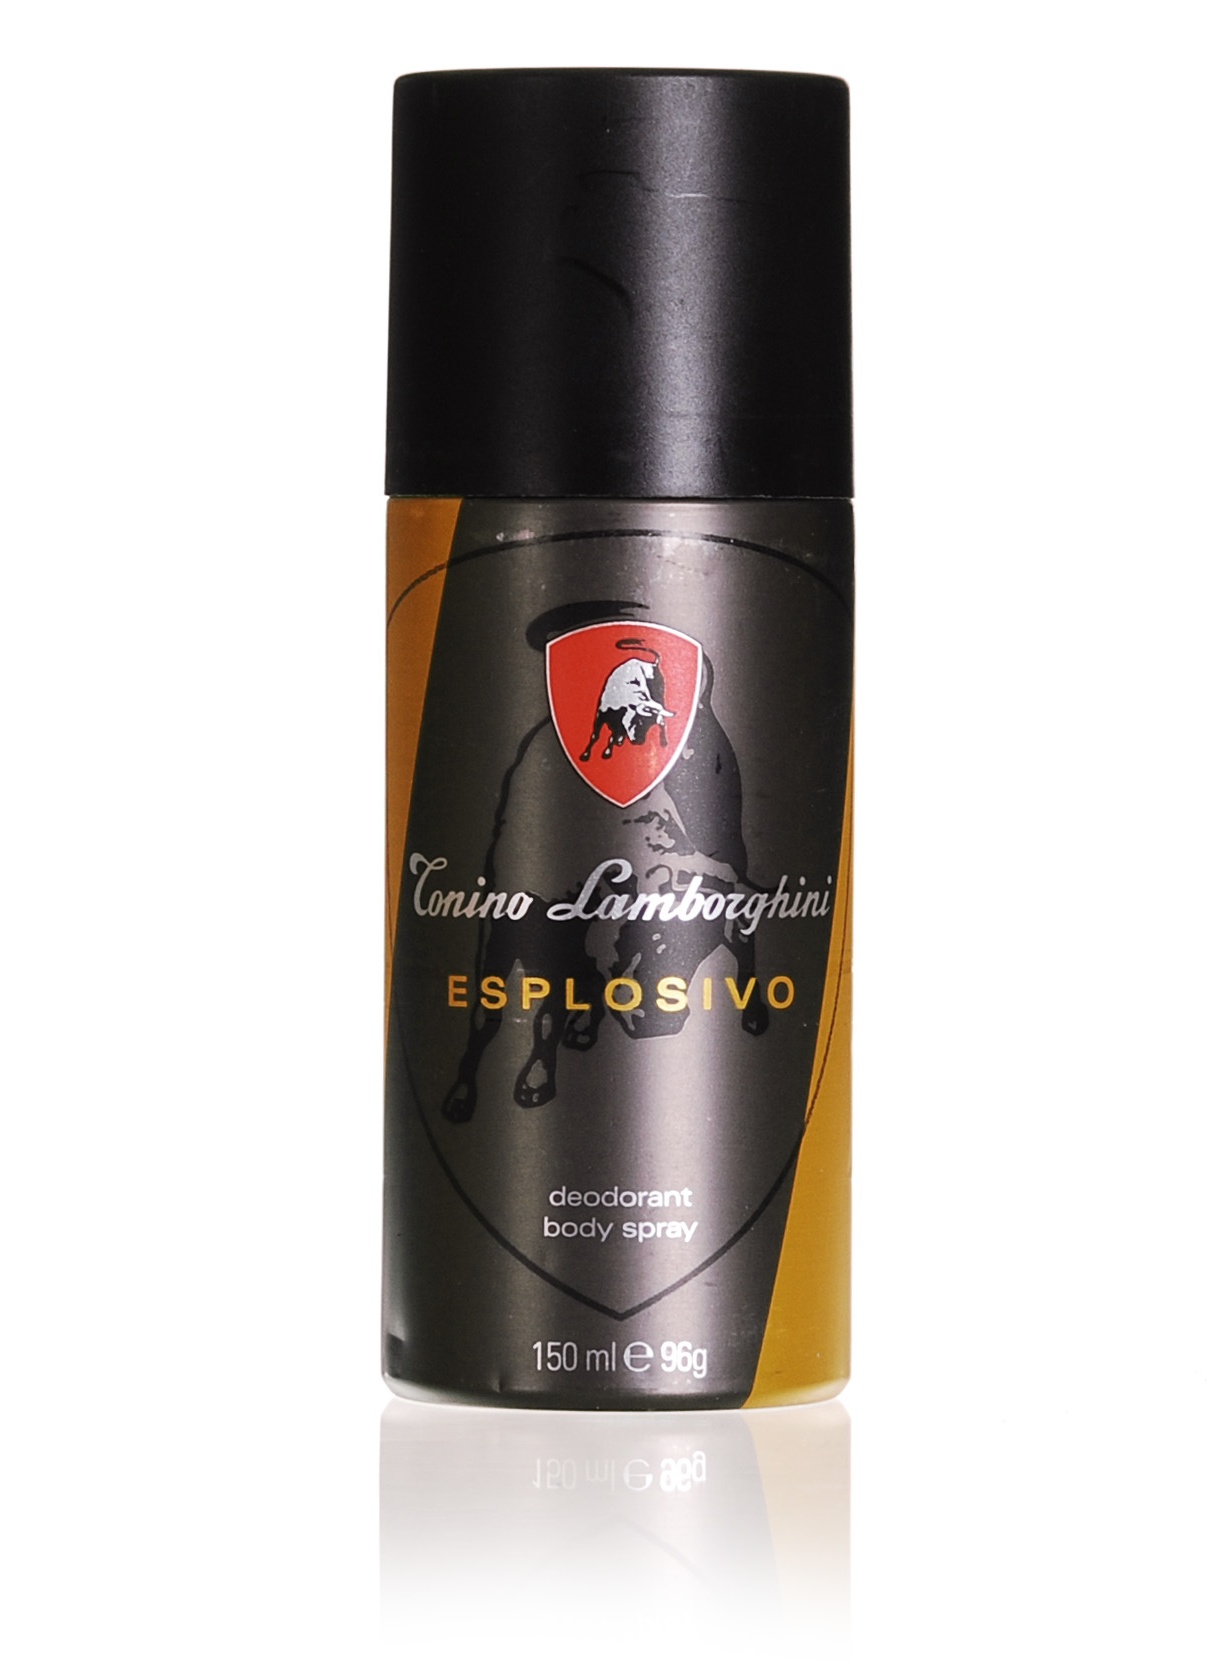 Tonino Lamborghini
ESPLOSIVO
deodorant
body spray
150 ml ℮ 96g